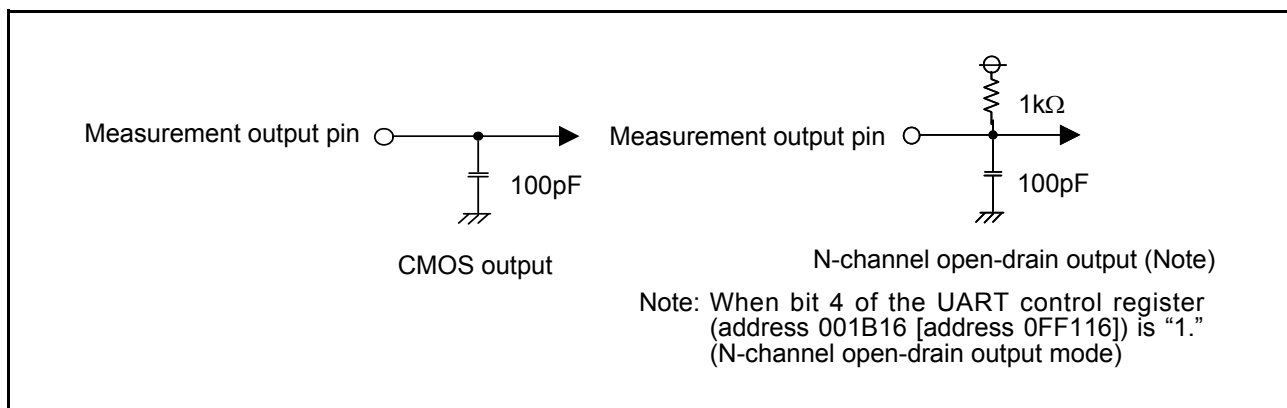 Measurement output pin
100pF
CMOS output
Measurement output pin
1kΩ
100pF
N-channel open-drain output (Note)
Note: When bit 4 of the UART control register
(address 001B16 [address 0FF116]) is “1.”
(N-channel open-drain output mode)